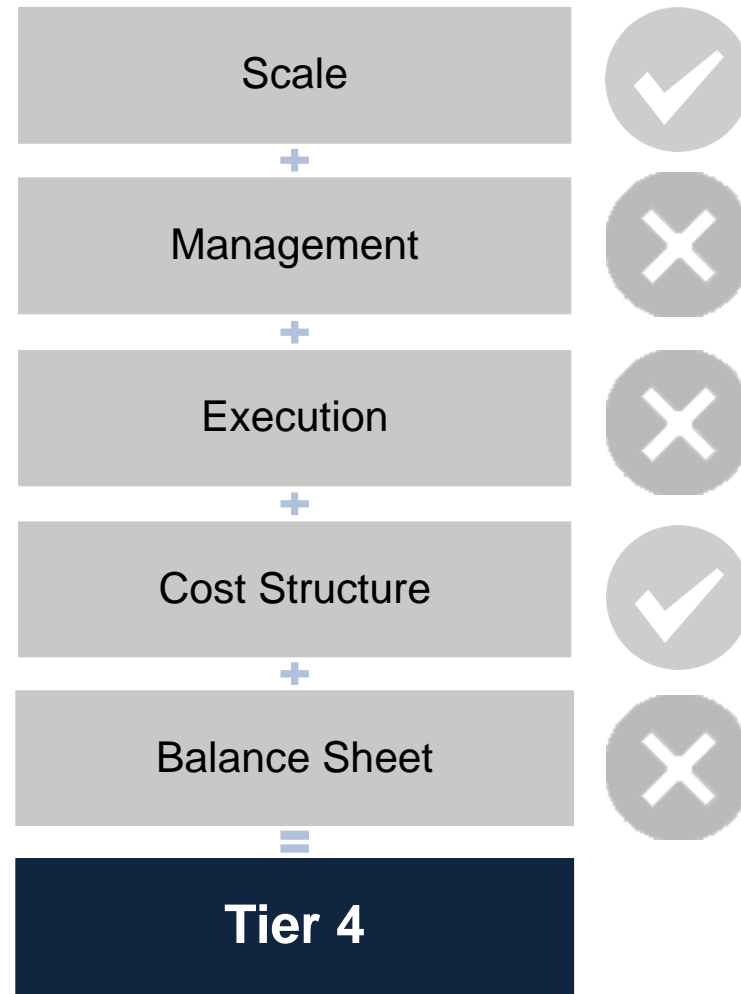 Scale
+
Management
+
Execution
+
Cost Structure
+
Balance Sheet
=
Tier 4